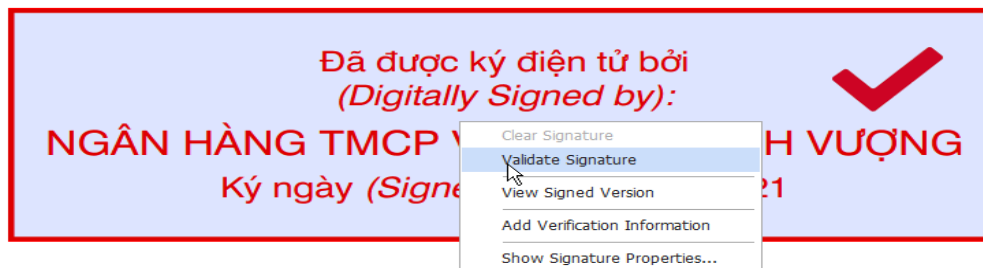 Đã được ký điện tử bởi
(Digitally Signed by):
NGÂN HÀNG TMCP H VƯỢNG
Ký ngày (Signe 21
Clear Signature
Validate Signature
View Signed Version
Add Verification Information
Show Signature Properties...